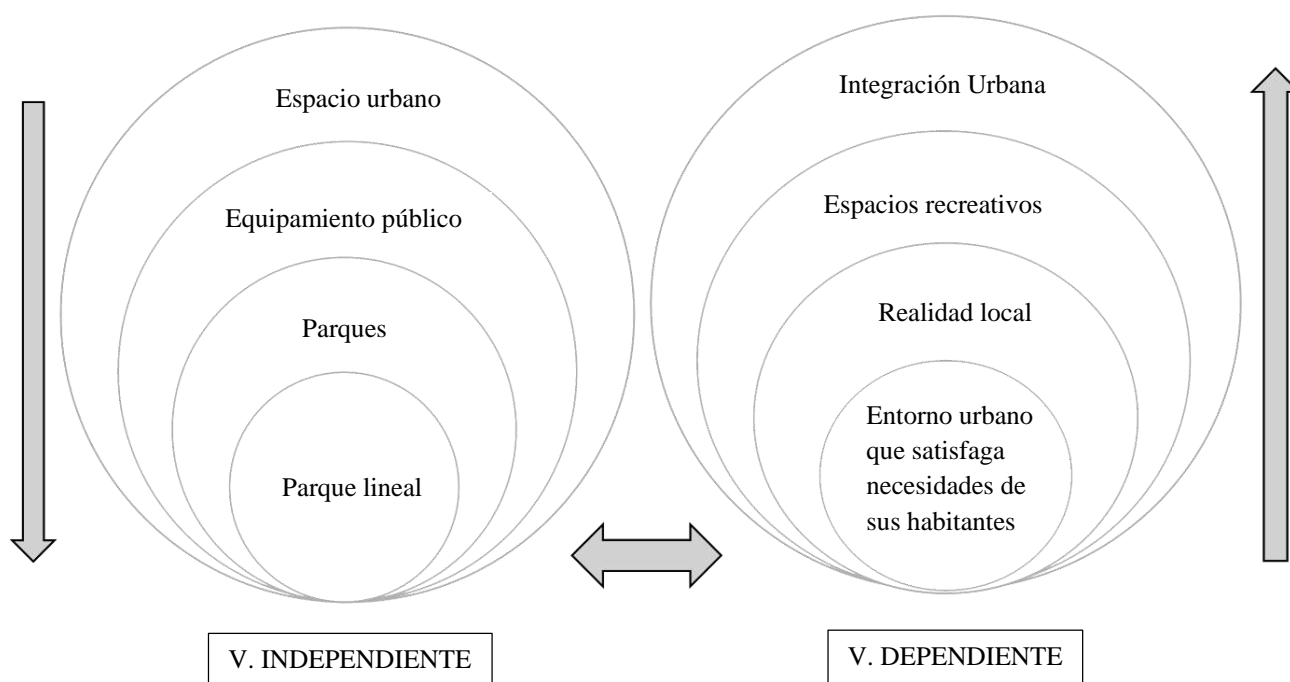 Espacio urbano
Equipamiento público
Parques
Parque lineal
V. INDEPENDIENTE
Integración Urbana
Espacios recreativos
Realidad local
Entorno urbano
que satisfaga
necesidades de
sus habitantes
V. DEPENDIENTE